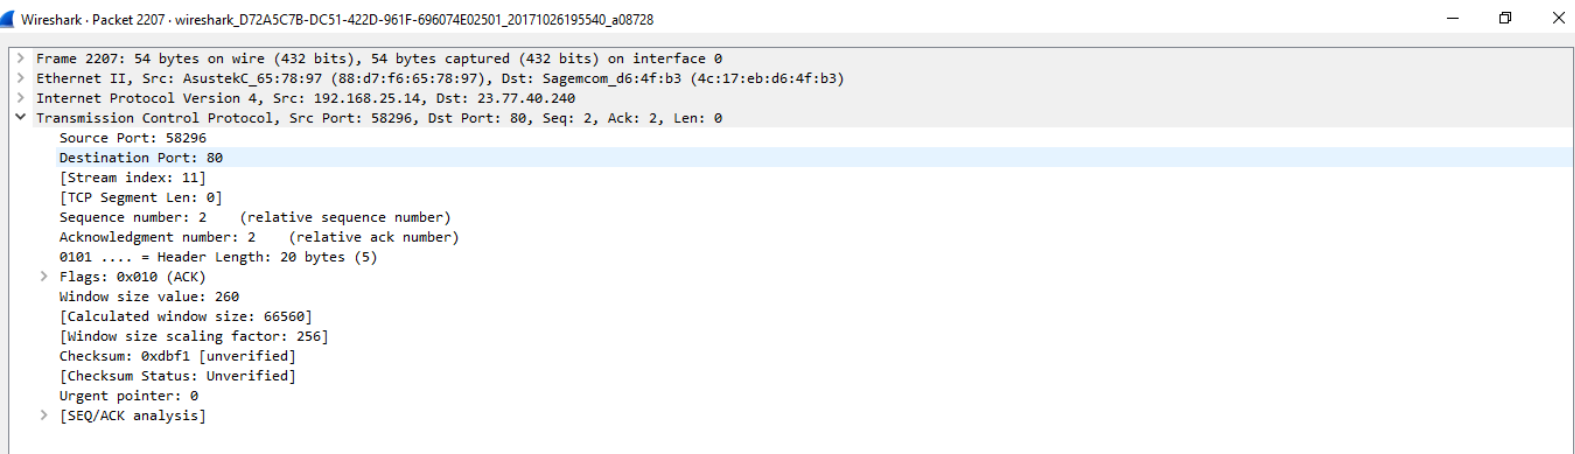 Wireshark · Packet 2207 · wireshark_D72A5C7B-DC51-422D-961F-696074E02501_20171026195540_a08728
Frame 2207: 54 bytes on wire (432 bits), 54 bytes captured (432 bits) on interface 0
Ethernet II, Src: AsustekC_65:78:97 (88:d7:f6:65:78:97), Dst: Sagemcom_d6:4f:b3 (4c:17:eb:d6:4f:b3)
Internet Protocol Version 4, Src: 192.168.25.14, Dst: 23.77.40.240
Transmission Control Protocol, Src Port: 58296, Dst Port: 80, Seq: 2, Ack: 2, Len: 0
Source Port: 58296
Destination Port: 80
[Stream index: 11]
[TCP Segment Len: 0]
Sequence number: 2    (relative sequence number)
Acknowledgment number: 2    (relative ack number)
0101 .... = Header Length: 20 bytes (5)
Flags: 0x010 (ACK)
Window size value: 260
[Calculated window size: 66560]
[Window size scaling factor: 256]
Checksum: 0xdbf1 [unverified]
[Checksum Status: Unverified]
Urgent pointer: 0
[SEQ/ACK analysis]